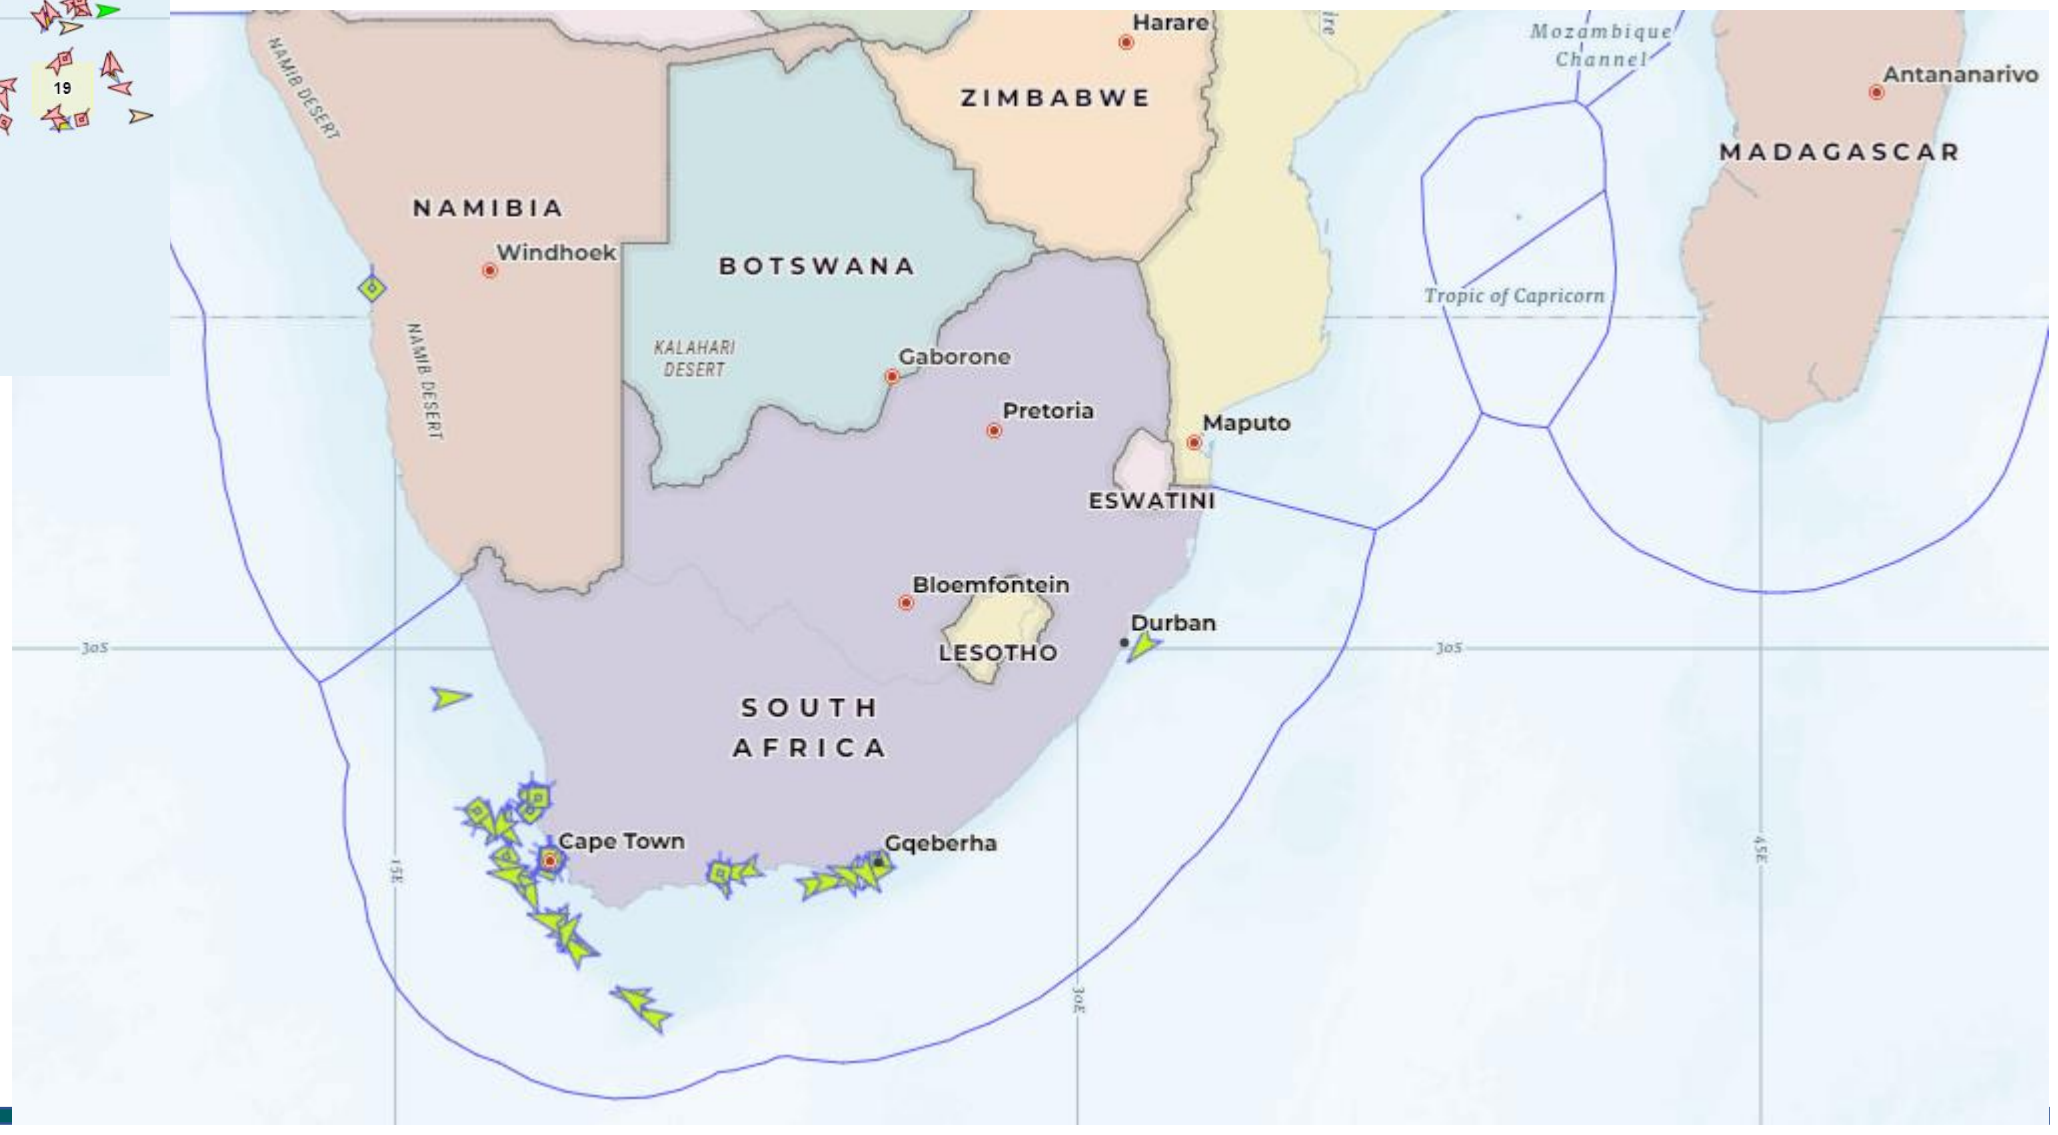 Harare
Mozambique
Channel
Antananarivo
19
NAMIB DESERT
ZIMBABWE
MADAGASCAR
NAMIBIA
Windhoek
BOTSWANA
Tropic of Capricorn
NAMIB DESERT
KALAHARI
DESERT
Gaborone
Pretoria
Maputo
ESWATINI
Bloemfontein
Durban
LESOTHO
30S
30S
SOUTH
AFRICA
Cape Town
Gqeberha
15E
45E
30E